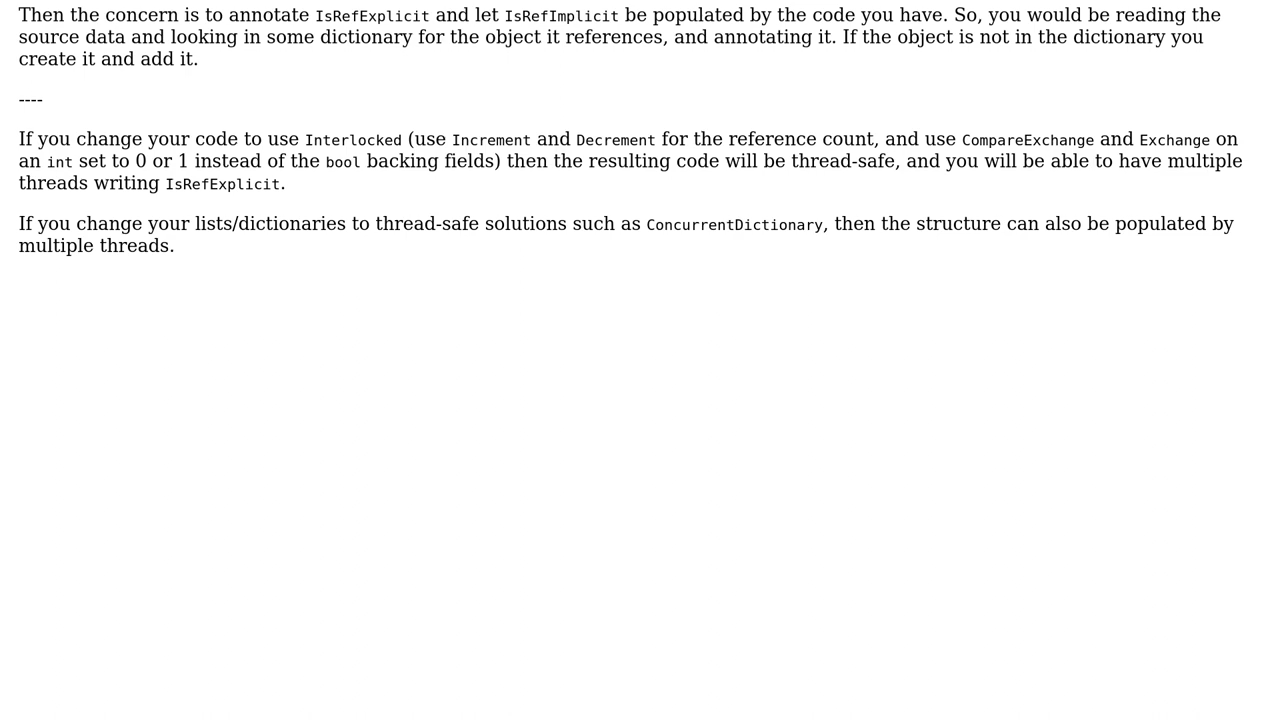 Then the concern is to annotate IsRefExplicit and let IsRefImplicit be populated by the code you have. So, you would be reading the
source data and looking in some dictionary for the object it references, and annotating it. If the object is not in the dictionary you
create it and add it.
----
If you change your code to use Interlocked (use Increment and Decrement for the reference count, and use CompareExchange and Exchange on
an int set to 0 or 1 instead of the bool backing fields) then the resulting code will be thread-safe, and you will be able to have multiple
threads writing IsRefExplicit.
If you change your lists/dictionaries to thread-safe solutions such as ConcurrentDictionary, then the structure can also be populated by
multiple threads.